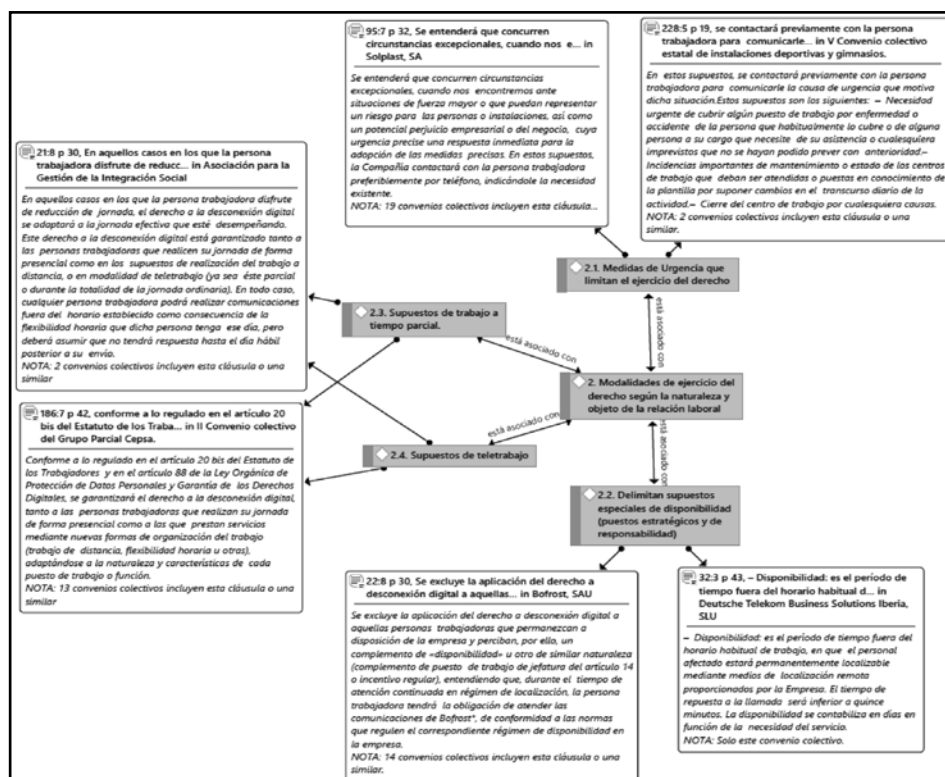 95:7 p 32, Se entenderá que concurren
circunstancias excepcionales, cuando nos e... in
Solplast, SA
Se entenderá que concurren circunstancias
excepcionales, cuando nos encontremos ante
situaciones de fuerza mayor o que puedan representar
un riesgo para las personas o instalaciones, así como
un potencial perjuicio empresarial o del negocio, cuya
urgencia precise una respuesta inmediata para la
adopción de las medidas precisas. En estos supuestos,
la Compañía contactará con la persona trabajadora
preferiblemente por teléfono, indicándole la necesidad
existente.
NOTA: 19 convenios colectivos incluyen esta cláusula...
228:5 p 19, se contactará previamente con la persona
trabajadora para comunicarle... in V Convenio colectivo
estatal de instalaciones deportivas y gimnasios.
En estos supuestos, se contactará previamente con la persona
trabajadora para comunicarle la causa de urgencia que motiva
dicha situación.Estos supuestos son los siguientes: – Necesidad
urgente de cubrir algún puesto de trabajo por enfermedad o
accidente de la persona que habitualmente lo cubre o de alguna
persona a su cargo que necesite de su asistencia o cualesquiera
imprevistos que no se hayan podido prever con anterioridad.–
Incidencias importantes de mantenimiento o estado de los centros
de trabajo que deban ser atendidas o puestas en conocimiento de
la plantilla por suponer cambios en el transcurso diario de la
actividad.– Cierre del centro de trabajo por cualesquiera causas.
NOTA: 2 convenios colectivos incluyen esta cláusula o
similar.
21:8 p 30, En aquellos casos en los que la persona
trabajadora disfrute de reducc... in Asociación para la
Gestión de la Integración Social
En aquellos casos en los que la persona trabajadora disfrute
de reducción de jornada, el derecho a la desconexión digital
se adaptará a la jornada efectiva que esté desempeñando.
Este derecho a la desconexión digital está garantizado tanto a
las personas trabajadoras que realicen su jornada de forma
presencial como en los supuestos de realización del trabajo a
distancia, o en modalidad de teletrabajo (ya sea éste parcial
o durante la totalidad de la jornada ordinaria). En todo caso,
cualquier persona trabajadora podrá realizar comunicaciones
fuera del horario establecido como consecuencia de la
flexibilidad horaria que dicha persona tenga ese día, pero
deberá asumir que no tendrá respuesta hasta el día hábil
posterior a su envío.
NOTA: 2 convenios colectivos incluyen esta cláusula o una
similar
2.1. Medidas de Urgencia que
limitan el ejercicio del derecho
2.3. Supuestos de trabajo a
tiempo parcial.
está asociado con
está asociado con
2. Modalidades de ejercicio del
derecho según la naturaleza y
objeto de la relación laboral
está asociado con
está asociado con
2.4. Supuestos de teletrabajo
2.2. Delimitan supuestos
especiales de disponibilidad
(puestos estratégicos y de
responsabilidad)
186:7 p 42, conforme a lo regulado en el artículo 20
bis del Estatuto de los Traba... in II Convenio colectivo
del Grupo Parcial Cepsa.
Conforme a lo regulado en el artículo 20 bis del Estatuto de
los Trabajadores y en el artículo 88 de la Ley Orgánica de
Protección de Datos Personales y Garantía de los Derechos
Digitales, se garantizará el derecho a la desconexión digital,
tanto a las personas trabajadoras que realizan su jornada
de forma presencial como a las que prestan servicios
mediante nuevas formas de organización del trabajo
(trabajo de distancia, flexibilidad horaria u otras),
adaptándose a la naturaleza y características de cada
puesto de trabajo o función.
NOTA: 13 convenios colectivos incluyen esta cláusula o una
similar
22:8 p 30, Se excluye la aplicación del derecho a
desconexión digital a aquellas... in Bofrost, SAU
Se excluye la aplicación del derecho a desconexión digital a
aquellas personas trabajadoras que permanezcan a
disposición de la empresa y perciban, por ello, un
complemento de «disponibilidad» u otro de similar naturaleza
(complemento de puesto de trabajo de jefatura del artículo 14
o incentivo regular), entendiendo que, durante el tiempo de
atención continuada en régimen de localización, la persona
trabajadora tendrá la obligación de atender las
comunicaciones de Bofrost*, de conformidad a las normas
que regulen el correspondiente régimen de disponibilidad en
la empresa.
NOTA: 14 convenios colectivos incluyen esta cláusula o una
similar.
32:3 p 43, – Disponibilidad: es el período de
tiempo fuera del horario habitual d... in
Deutsche Telekom Business Solutions Iberia,
SLU
– Disponibilidad: es el período de tiempo fuera del
horario habitual de trabajo, en que el personal
afectado estará permanentemente localizable
mediante medios de localización remota
proporcionados por la Empresa. El tiempo de
repuesta a la llamada será inferior a quince
minutos. La disponibilidad se contabiliza en días en
función de la necesidad del servicio.
NOTA: Solo este convenio colectivo.